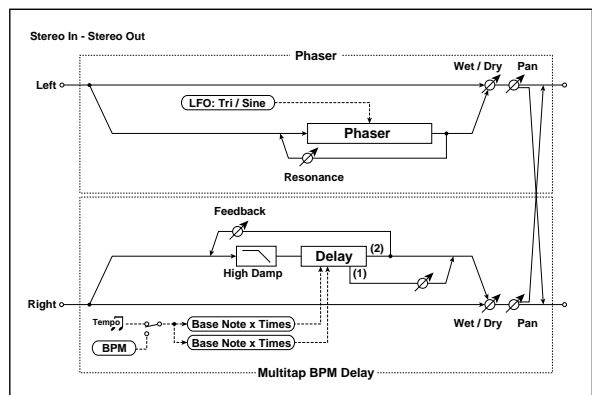 Stereo In - Stereo Out
Phaser
Wet / Dry
Pan
Left
LFO: Tri / Sine
Phaser
Resonance
Feedback
High Damp
Delay
(2)
(1)
Right
Wet / Dry
Pan
Tempo
BPM
Base Note x Times
Base Note x Times
Multitap BPM Delay